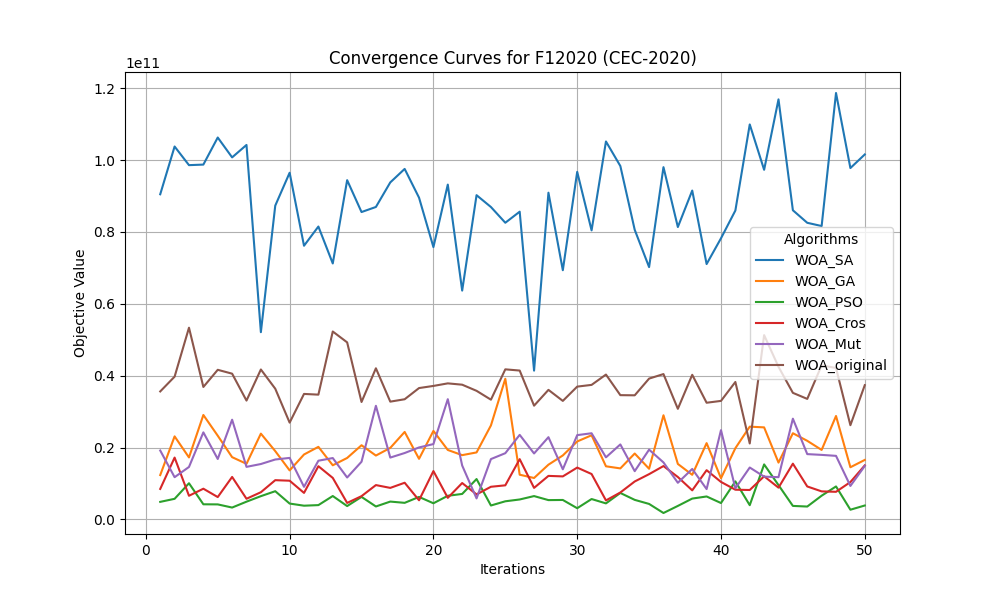 Convergence Curves for F12020 (CEC-2020)
1e11
1.2
1.0
0.8
0.6
0.4
0.2
0.0
Objective Value
0 10 20 30 40 50
Iterations
Algorithms
WOA_SA
WOA_GA
WOA_PSO
WOA_Cros
WOA_Mut
WOA_original